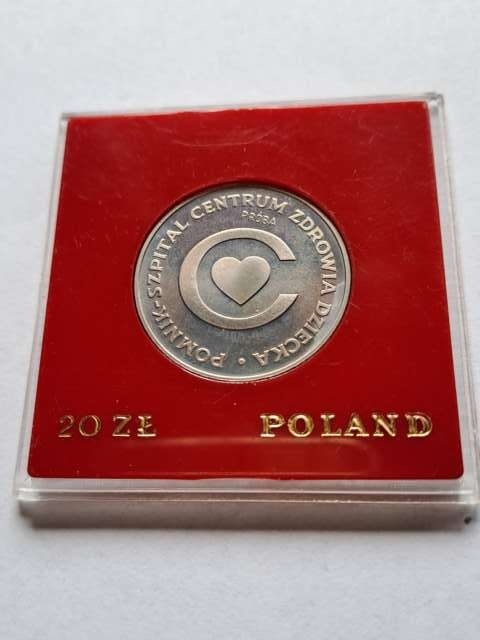 POMNIK-SZPITAL CENTRUM ZDROWIA DZIECKA •
PRÓBA
C
20 ZŁ POLAND